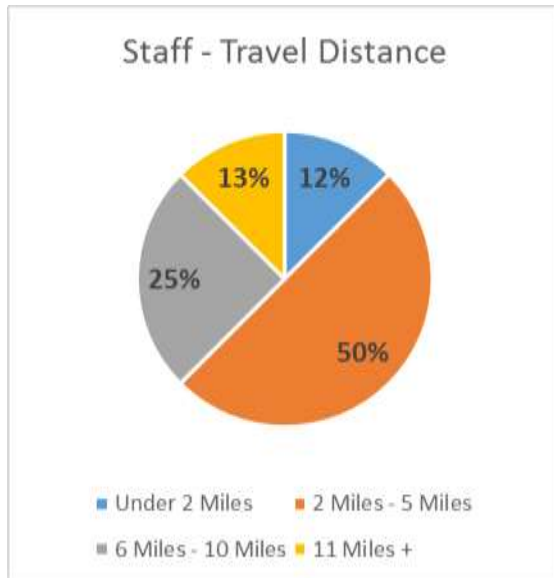 Staff - Travel Distance
13%
12%
25%
50%
Under 2 Miles
2 Miles - 5 Miles
6 Miles - 10 Miles
11 Miles +